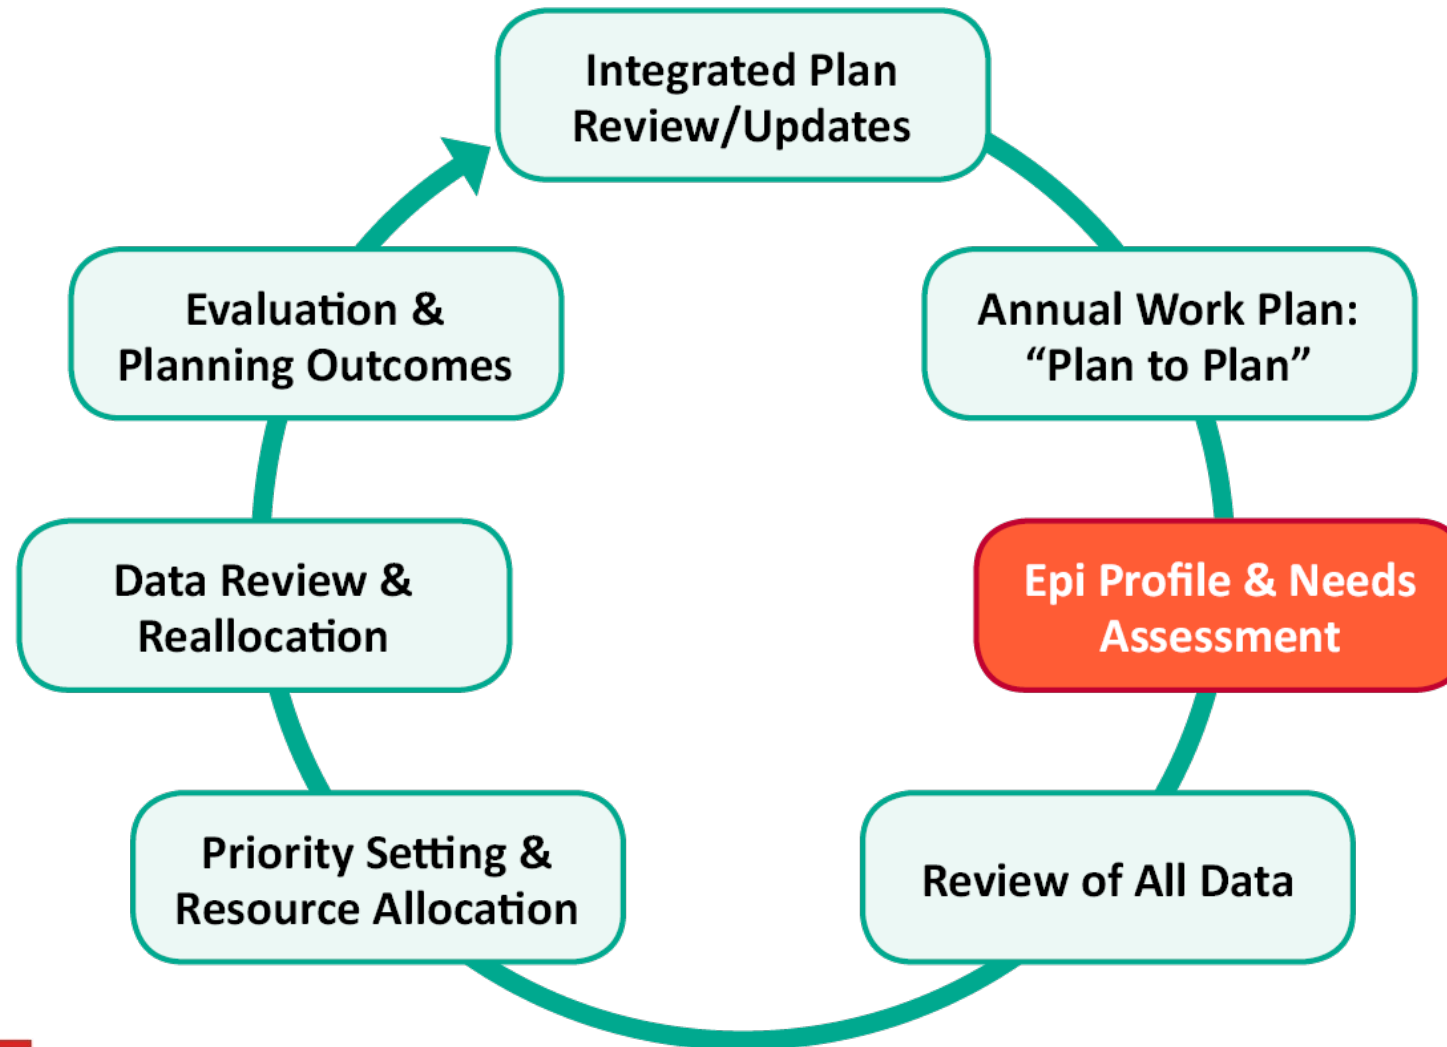 Integrated Plan
Review/Updates
Annual Work Plan:
“Plan to Plan”
Epi Profile & Needs
Assessment
Review of All Data
Priority Setting &
Resource Allocation
Data Review &
Reallocation
Evaluation &
Planning Outcomes